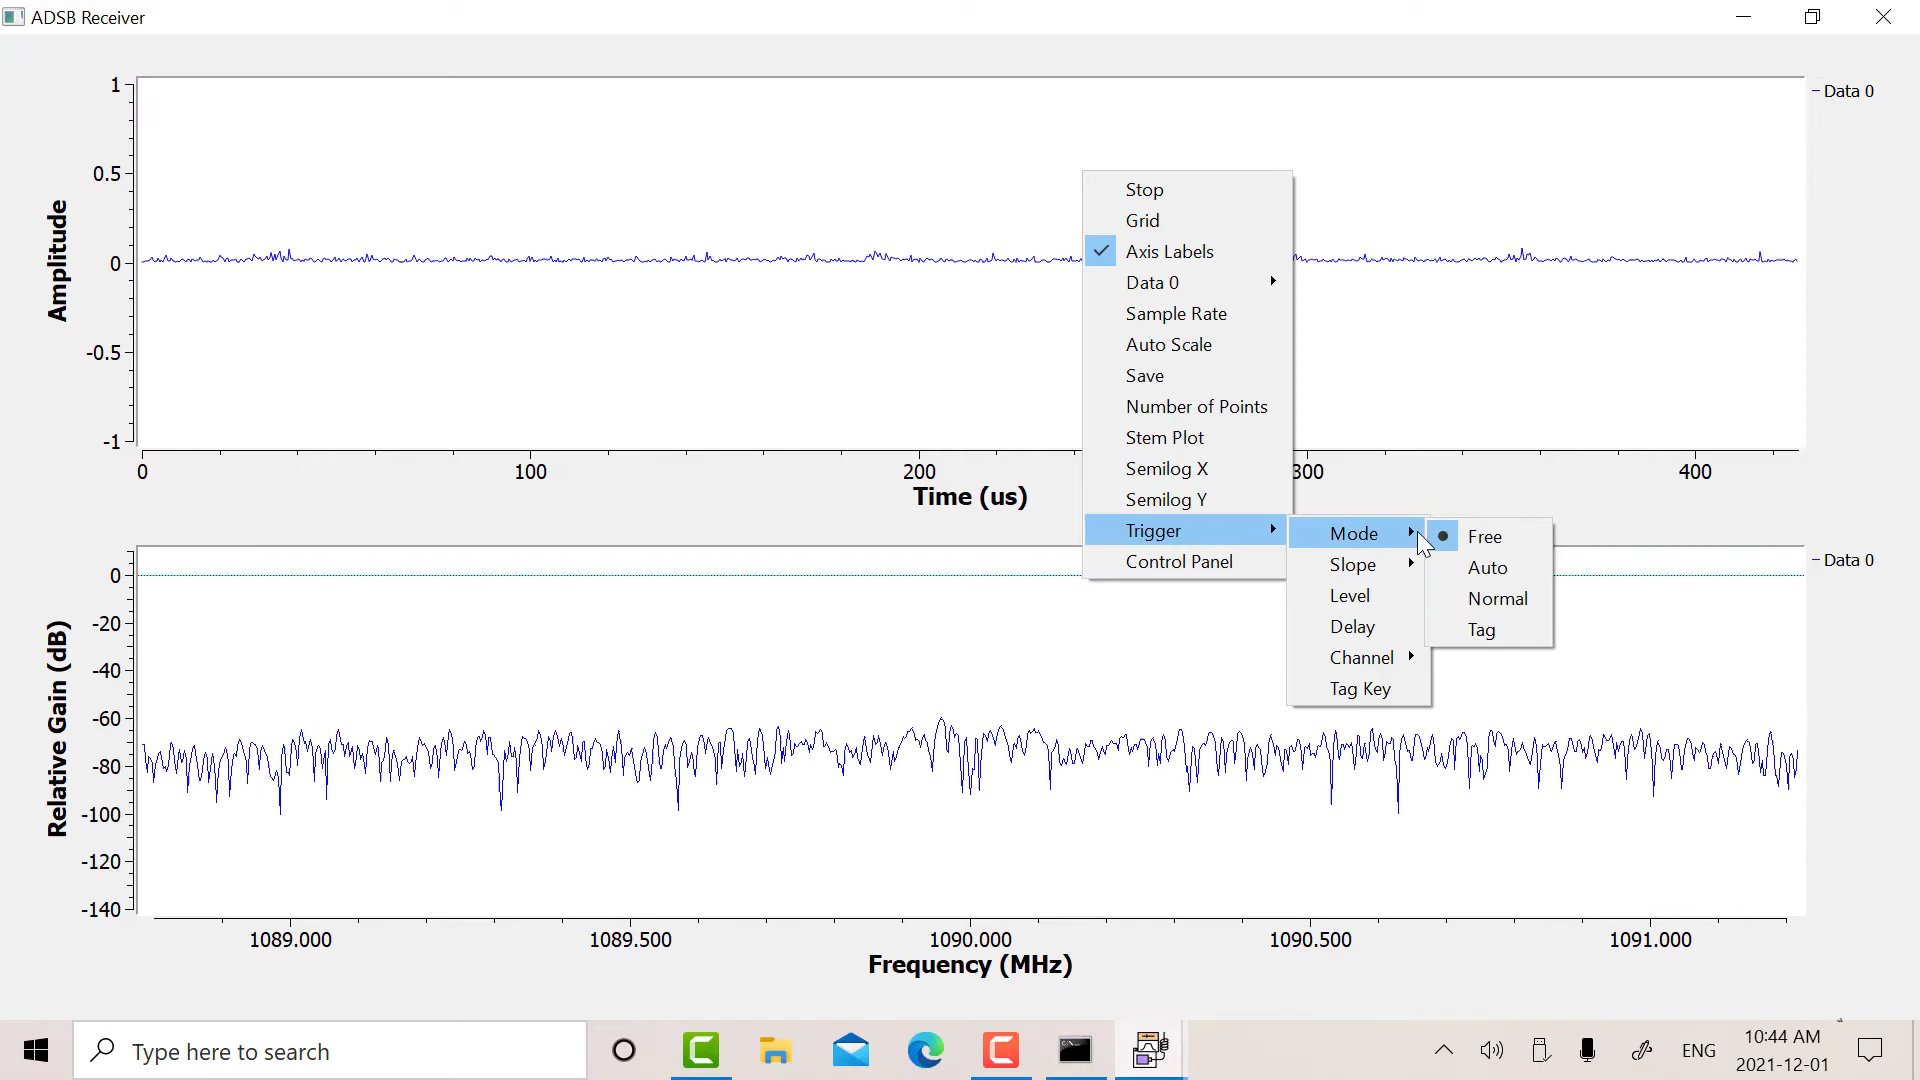 ADSB Receiver
1
0.5
0
-0.5
-1
Amplitude
Data 0
0
100
200
300
400
Time (us)
Stop
Grid
Axis Labels
Data 0
Sample Rate
Auto Scale
Save
Number of Points
Stem Plot
Semilog X
Semilog Y
Trigger
Control Panel
Mode
Slope
Level
Delay
Channel
Tag Key
Free
Auto
Normal
Tag
0
-20
-40
-60
-80
-100
-120
-140
Relative Gain (dB)
Data 0
1089.000
1089.500
1090.000
1090.500
1091.000
Frequency (MHz)
Type here to search
ENG
10:44 AM
2021-12-01